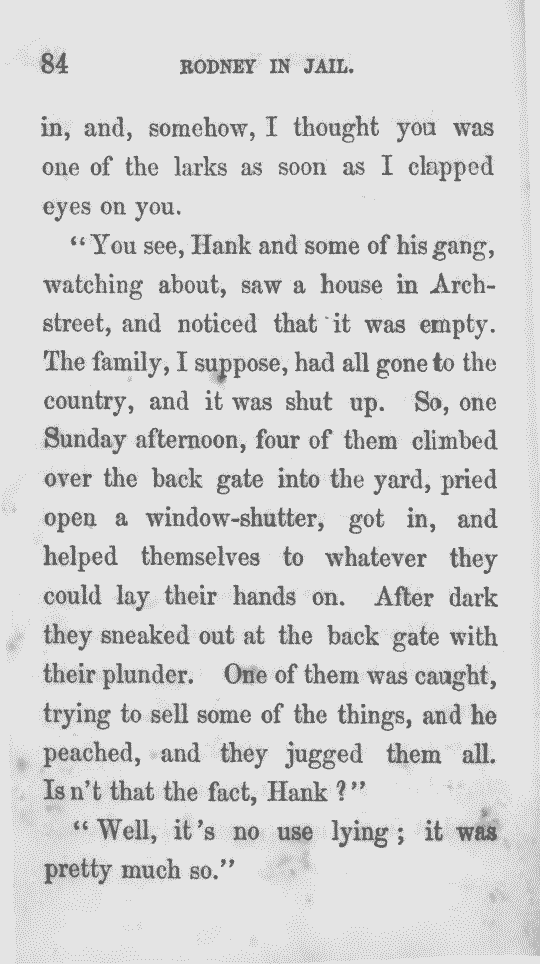 84 RODNEY IN JAIL.
in, and, somehow, I thought you was
one of the larks as soon as I clapped
eyes on you.
“You see, Hank and some of his gang,
watching about, saw a house in Arch-
street, and noticed that it was empty.
The family, I suppose, had all gone to the
country, and it was shut up. So, one
Sunday afternoon, four of them climbed
over the back gate into the yard, pried
open a window-shutter, got in, and
helped themselves to whatever they
could lay their hands on. After dark
they sneaked out at the back gate with
their plunder. One of them was caught,
trying to sell some of the things, and he
peached, and they jugged them all.
Is n't that the fact, Hank ?”
“Well, it 's no use lying ; it was
pretty much so.”